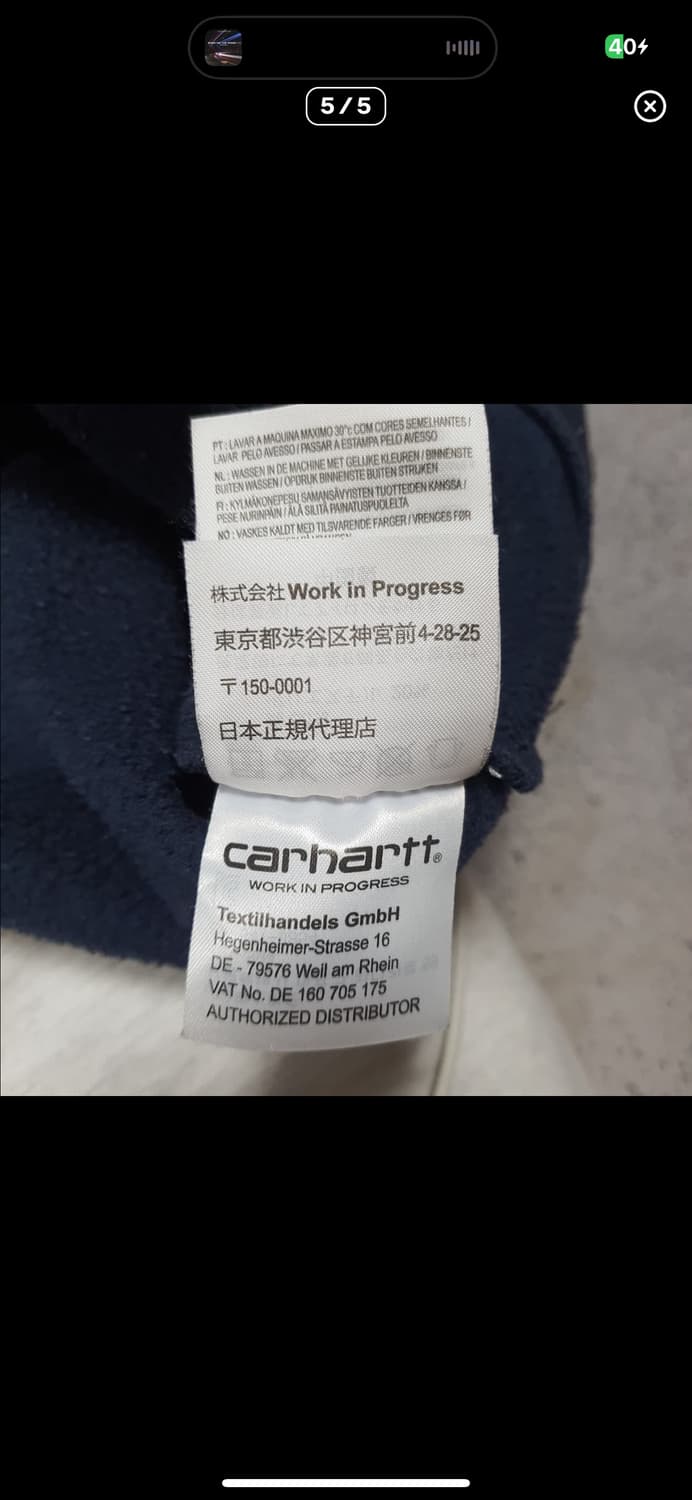 40
5/5
PT : LAVAR A MAQUINA MAXIMO 30°c COM CORES SEMELHANTES /
LAVAR PELO AVESSO / PASSAR A ESTAMPA PELO AVESSO
NL : WASSEN IN DE MACHINE MET GELIJKE KLEUREN / BINNENSTE
BUITEN WASSEN / OPDRUK BINNENSTE BUITEN STRIJKEN
FI : KYLMÄKONEPESU SAMANSÄVYISTEN TUOTTEIDEN KANSSA /
PESE NURINPÄIN / ÄLÄ SILITÄ PAINATUSPUOLELTA
NO : VASKES KALDT MED TILSVARENDE FARGER / VRENGES FØR
株式会社Work in Progress
東京都渋谷区神宮前4-28-25
〒150-0001
日本正規代理店
carhartt®
WORK IN PROGRESS
Textilhandels GmbH
Hegenheimer-Strasse 16
DE - 79576 Weil am Rhein
VAT No. DE 160 705 175
AUTHORIZED DISTRIBUTOR